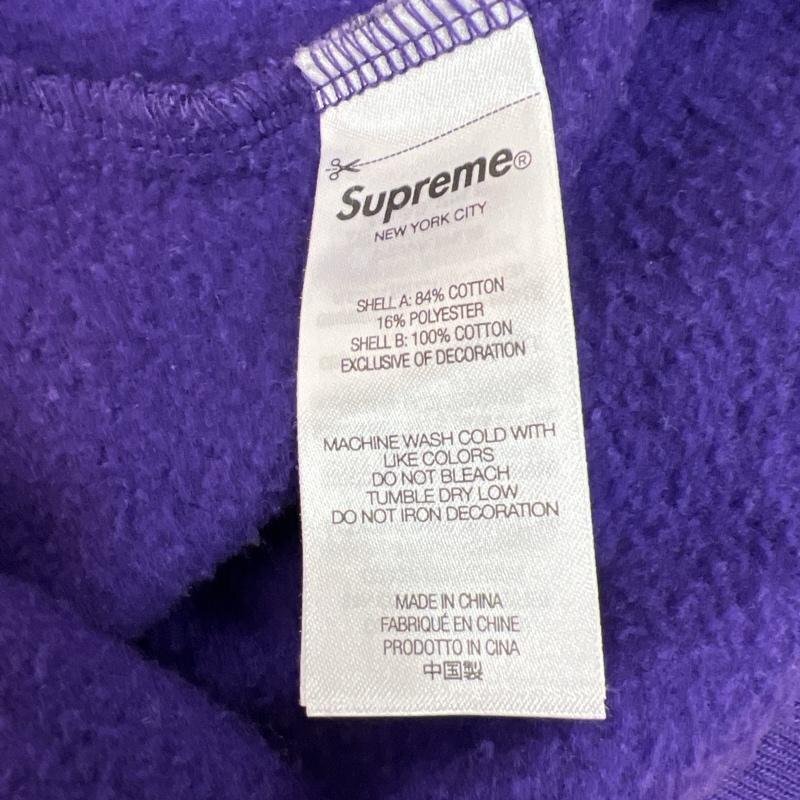 Supreme®
NEW YORK CITY
SHELL A: 84% COTTON
16% POLYESTER
SHELL B: 100% COTTON
EXCLUSIVE OF DECORATION
MACHINE WASH COLD WITH
LIKE COLORS
DO NOT BLEACH
TUMBLE DRY LOW
DO NOT IRON DECORATION
MADE IN CHINA
FABRIQUÉ EN CHINE
PRODOTTO IN CINA
中国製